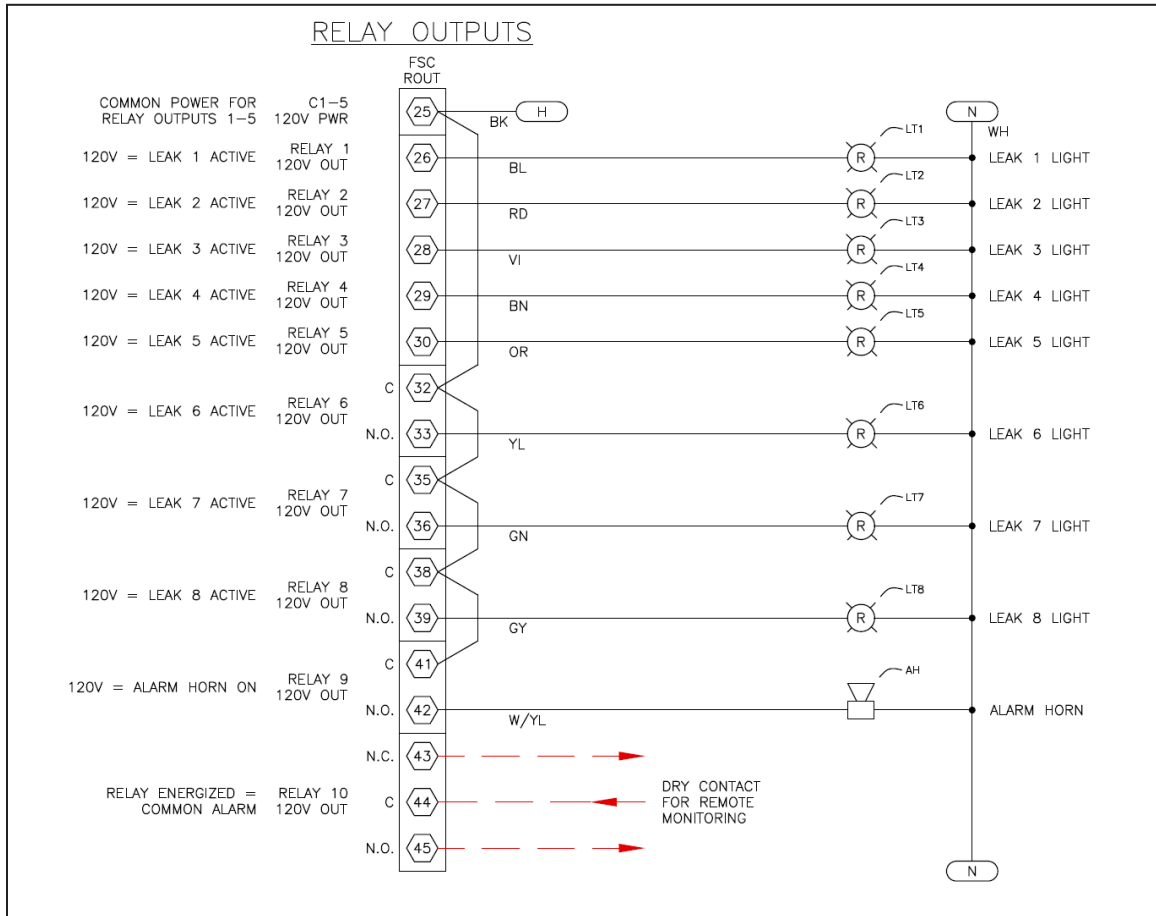 RELAY OUTPUTS
FSC
ROUT
COMMON POWER FOR
RELAY OUTPUTS 1-5
C1-5
120V PWR
25
BK
H
N
WH
120V = LEAK 1 ACTIVE
RELAY 1
120V OUT
26
BL
R
LT1
LEAK 1 LIGHT
120V = LEAK 2 ACTIVE
RELAY 2
120V OUT
27
RD
R
LT2
LEAK 2 LIGHT
120V = LEAK 3 ACTIVE
RELAY 3
120V OUT
28
VI
R
LT3
LEAK 3 LIGHT
120V = LEAK 4 ACTIVE
RELAY 4
120V OUT
29
BN
R
LT4
LEAK 4 LIGHT
120V = LEAK 5 ACTIVE
RELAY 5
120V OUT
30
OR
R
LT5
LEAK 5 LIGHT
120V = LEAK 6 ACTIVE
RELAY 6
120V OUT
C
32
N.O.
33
YL
R
LT6
LEAK 6 LIGHT
120V = LEAK 7 ACTIVE
RELAY 7
120V OUT
C
35
N.O.
36
GN
R
LT7
LEAK 7 LIGHT
120V = LEAK 8 ACTIVE
RELAY 8
120V OUT
C
38
N.O.
39
GY
R
LT8
LEAK 8 LIGHT
120V = ALARM HORN ON
RELAY 9
120V OUT
C
41
N.O.
42
W/YL
AH
ALARM HORN
N.C.
43
RELAY ENERGIZED =
COMMON ALARM
RELAY 10
120V OUT
C
44
DRY CONTACT
FOR REMOTE
MONITORING
N.O.
45
N